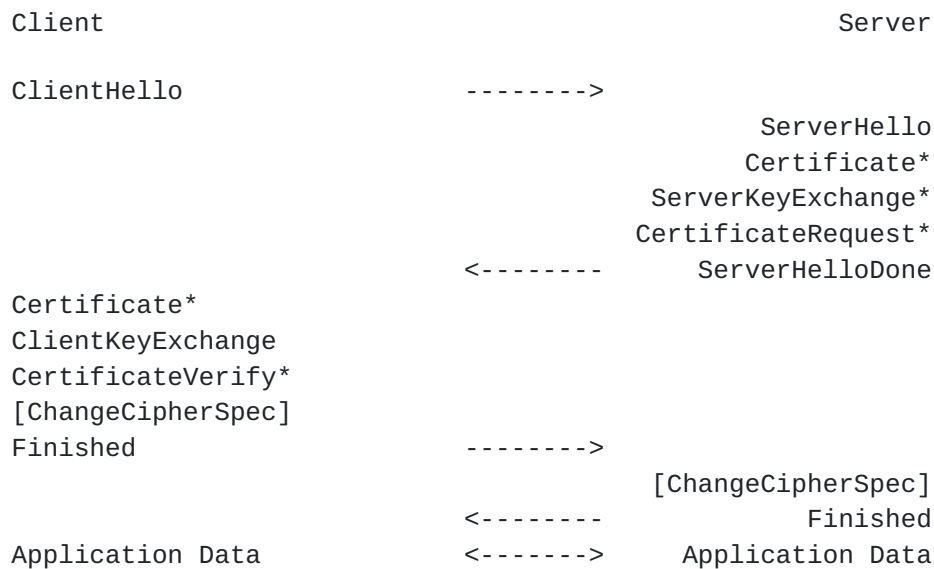 Client                                               Server

ClientHello                  -------->
                                                ServerHello
                                               Certificate*
                                         ServerKeyExchange*
                                        CertificateRequest*
                             <--------      ServerHelloDone
Certificate*
ClientKeyExchange
CertificateVerify*
[ChangeCipherSpec]
Finished                     -------->
                                         [ChangeCipherSpec]
                             <--------             Finished
Application Data             <------->     Application Data